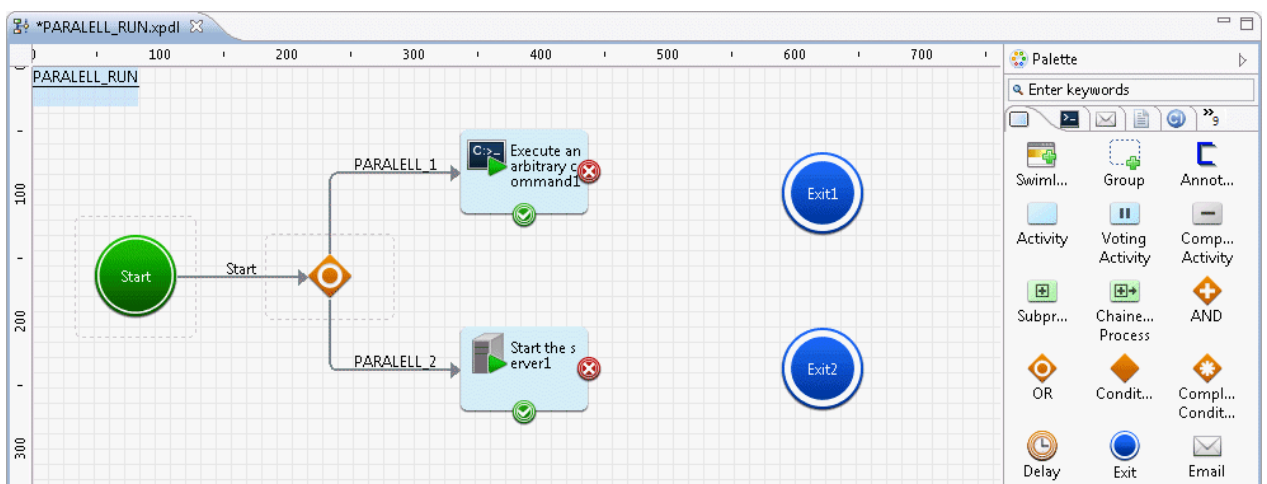 *PARALELL_RUN.xpdl
0 100 200 300 400 500 600 700
Palette
PARALELL_RUN
Enter keywords
»9
C:>_ Execute an
arbitrary c
ommand1
PARALELL_1
Swiml... Group Annot...
100
Exit1
Activity Voting
Activity Comp...
Activity
Start
Start
200
Subpr... Chaine...
Process AND
Start the s
erver1
PARALELL_2
Exit2
OR Condit... Compl...
Condit...
300
Delay Exit Email